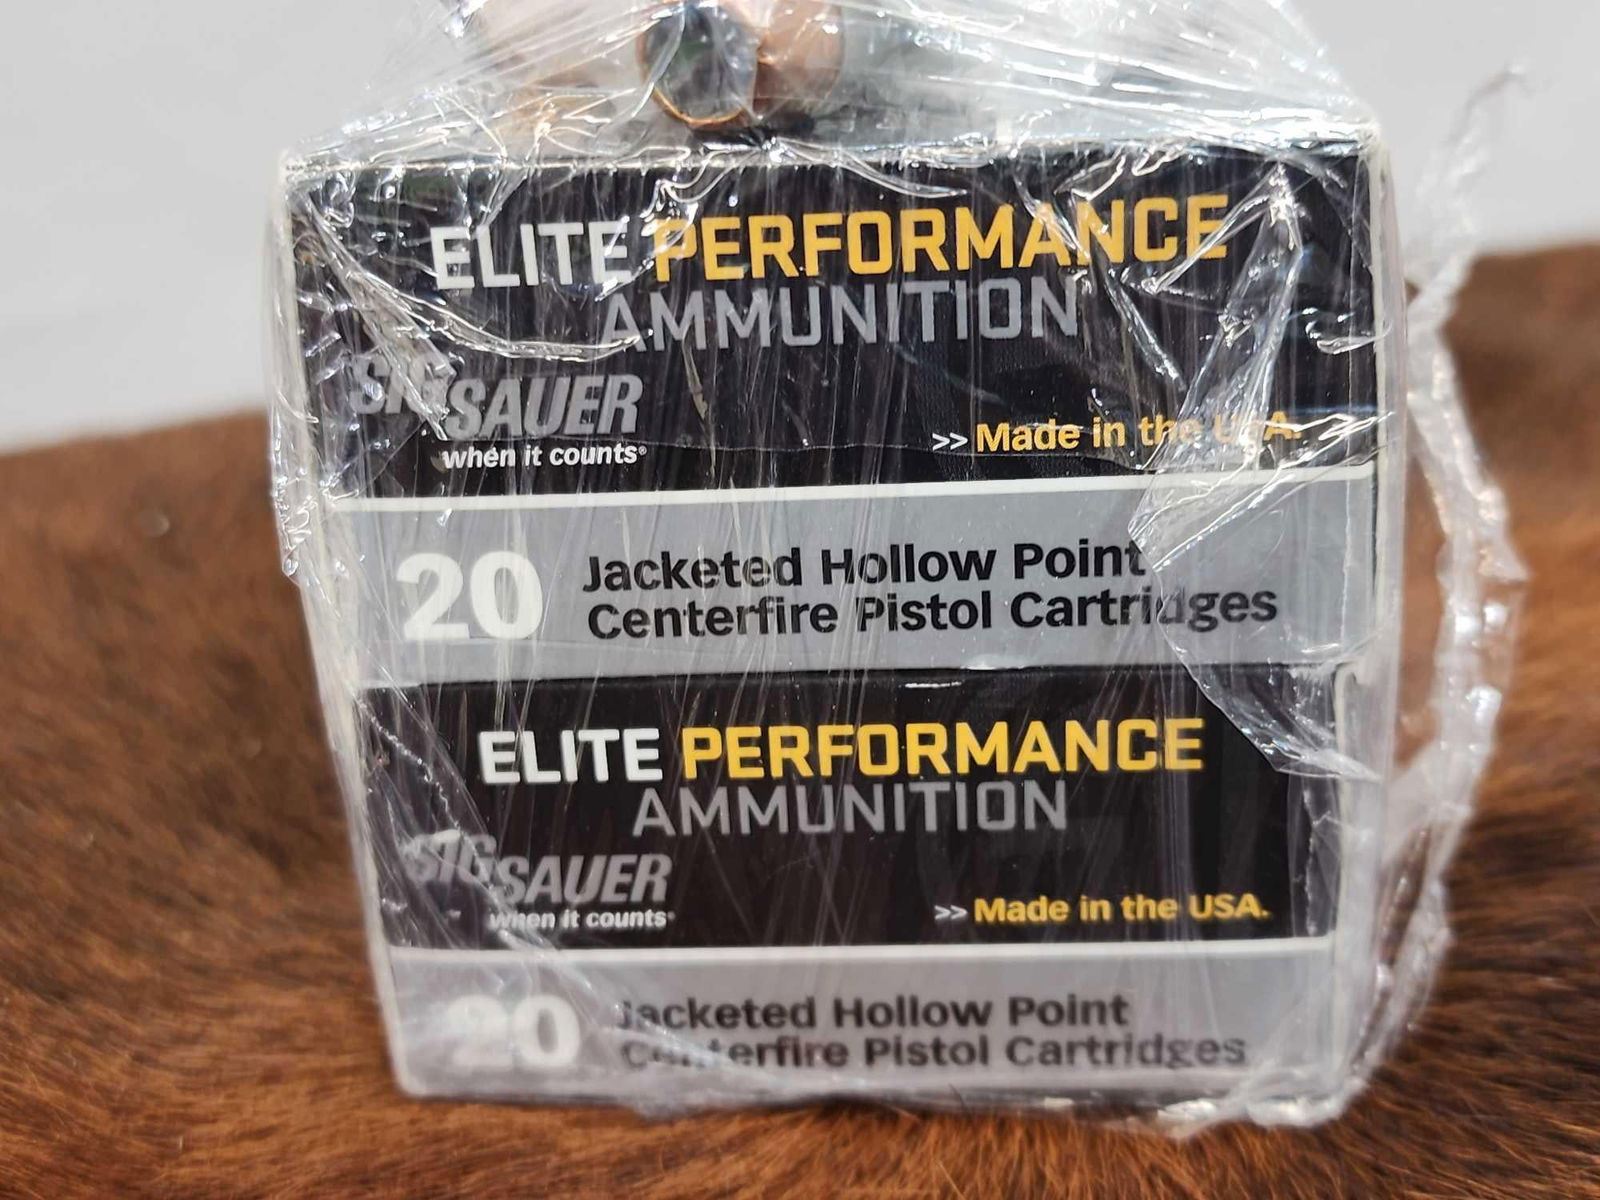 ELITE PERFORMANCE
AMMUNITION
SIG SAUER
when it counts®
>> Made in the USA.
20 Jacketed Hollow Point
Centerfire Pistol Cartridges
ELITE PERFORMANCE
AMMUNITION
SIG SAUER
when it counts®
>> Made in the USA.
20 Jacketed Hollow Point
Centerfire Pistol Cartridges